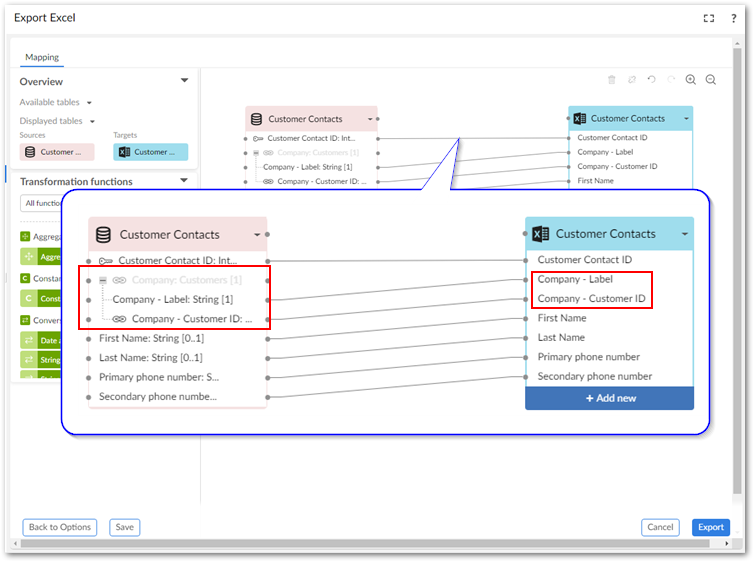 Export Excel
?
Mapping
Overview
Available tables
Displayed tables
Sources
Targets
Customer ...
Customer ...
Transformation functions
All function
Aggrega
Aggre
Consta
C
Const
Convers
Date a
String
Customer Contacts
Customer Contact ID: Int...
Company: Customers [1]
Company - Label: String [1]
Company - Customer ID: ...
Customer Contacts
Customer Contact ID
Company - Label
Company - Customer ID
First Name
Customer Contacts
Customer Contact ID: Int...
Company: Customers [1]
Company - Label: String [1]
Company - Customer ID: ...
First Name: String [0..1]
Last Name: String [0..1]
Primary phone number: S...
Secondary phone numbe...
Customer Contacts
Customer Contact ID
Company - Label
Company - Customer ID
First Name
Last Name
Primary phone number
Secondary phone number
+ Add new
Back to Options
Save
Cancel
Export